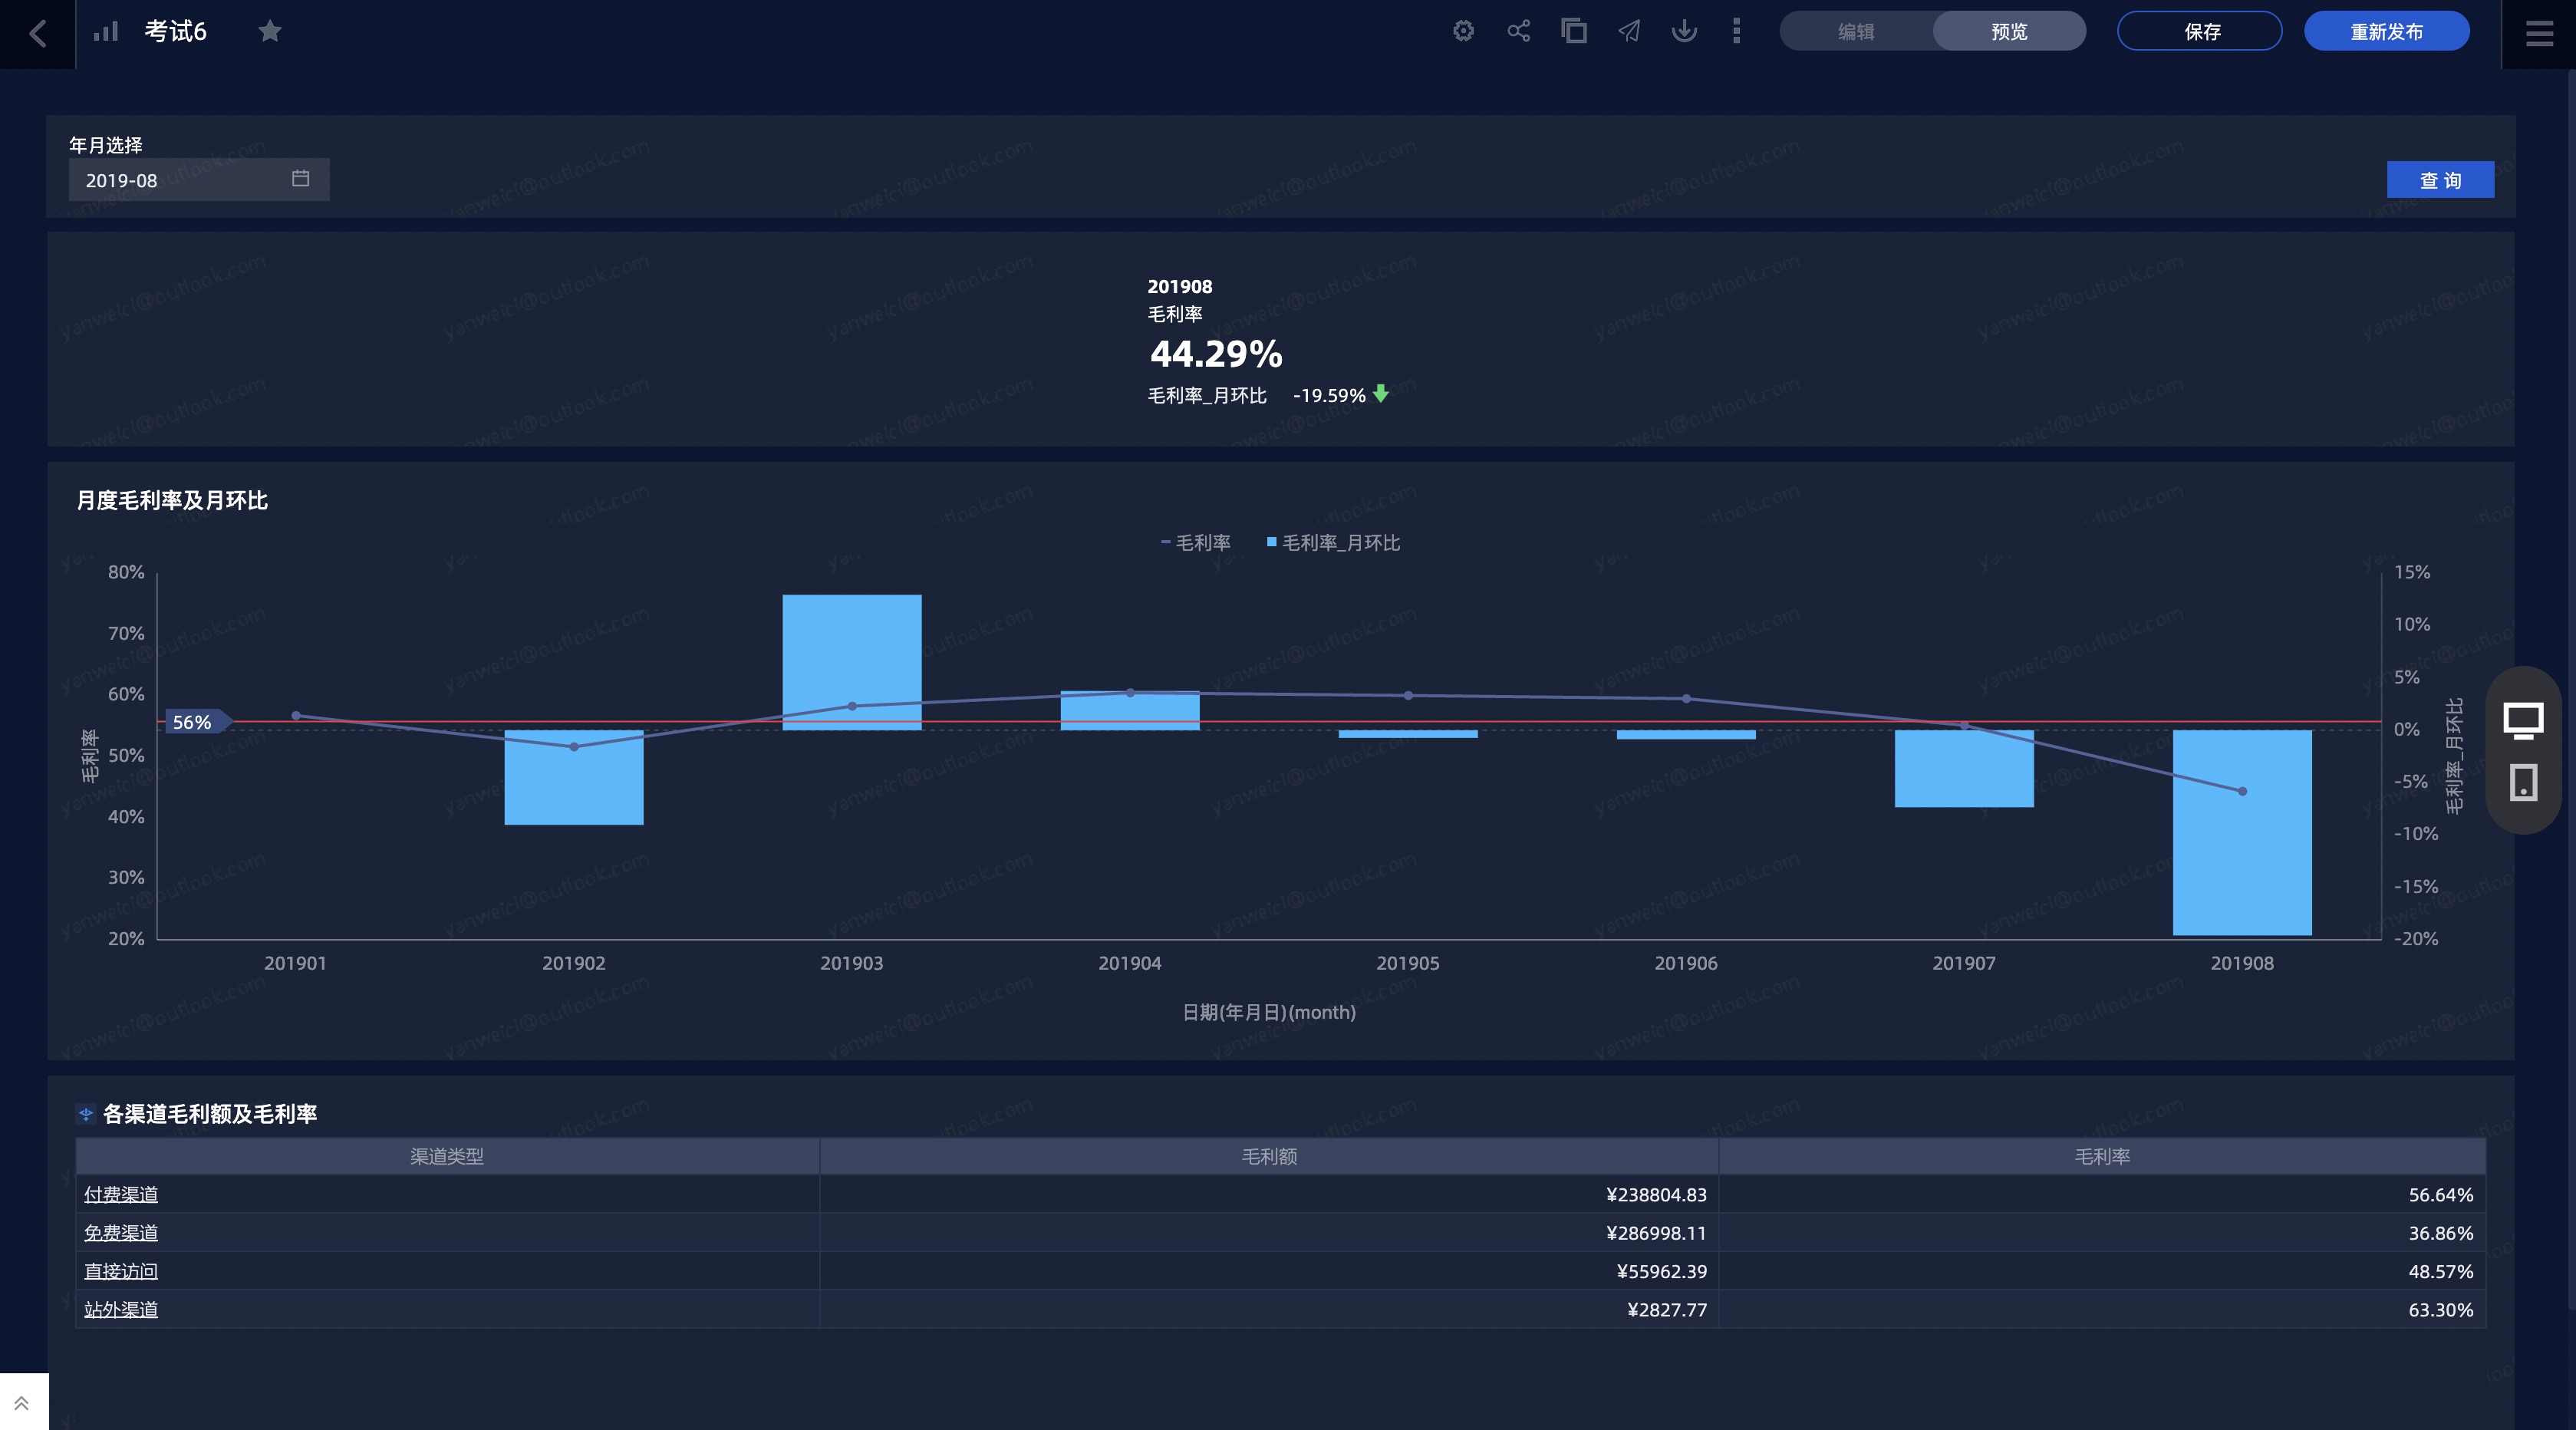 考试6
编辑
预览
保存
重新发布
年月选择
2019-08
查 询
201908
毛利率
44.29%
毛利率_月环比 -19.59%
月度毛利率及月环比
毛利率 毛利率_月环比
80%
70%
60%
56%
50%
40%
30%
20%
毛利率
15%
10%
5%
0%
-5%
-10%
-15%
-20%
毛利率_月环比
201901 201902 201903 201904 201905 201906 201907 201908
日期(年月日)(month)
各渠道毛利额及毛利率
渠道类型 毛利额 毛利率
付费渠道 ¥238804.83 56.64%
免费渠道 ¥286998.11 36.86%
直接访问 ¥55962.39 48.57%
站外渠道 ¥2827.77 63.30%
yanweici@outlook.com